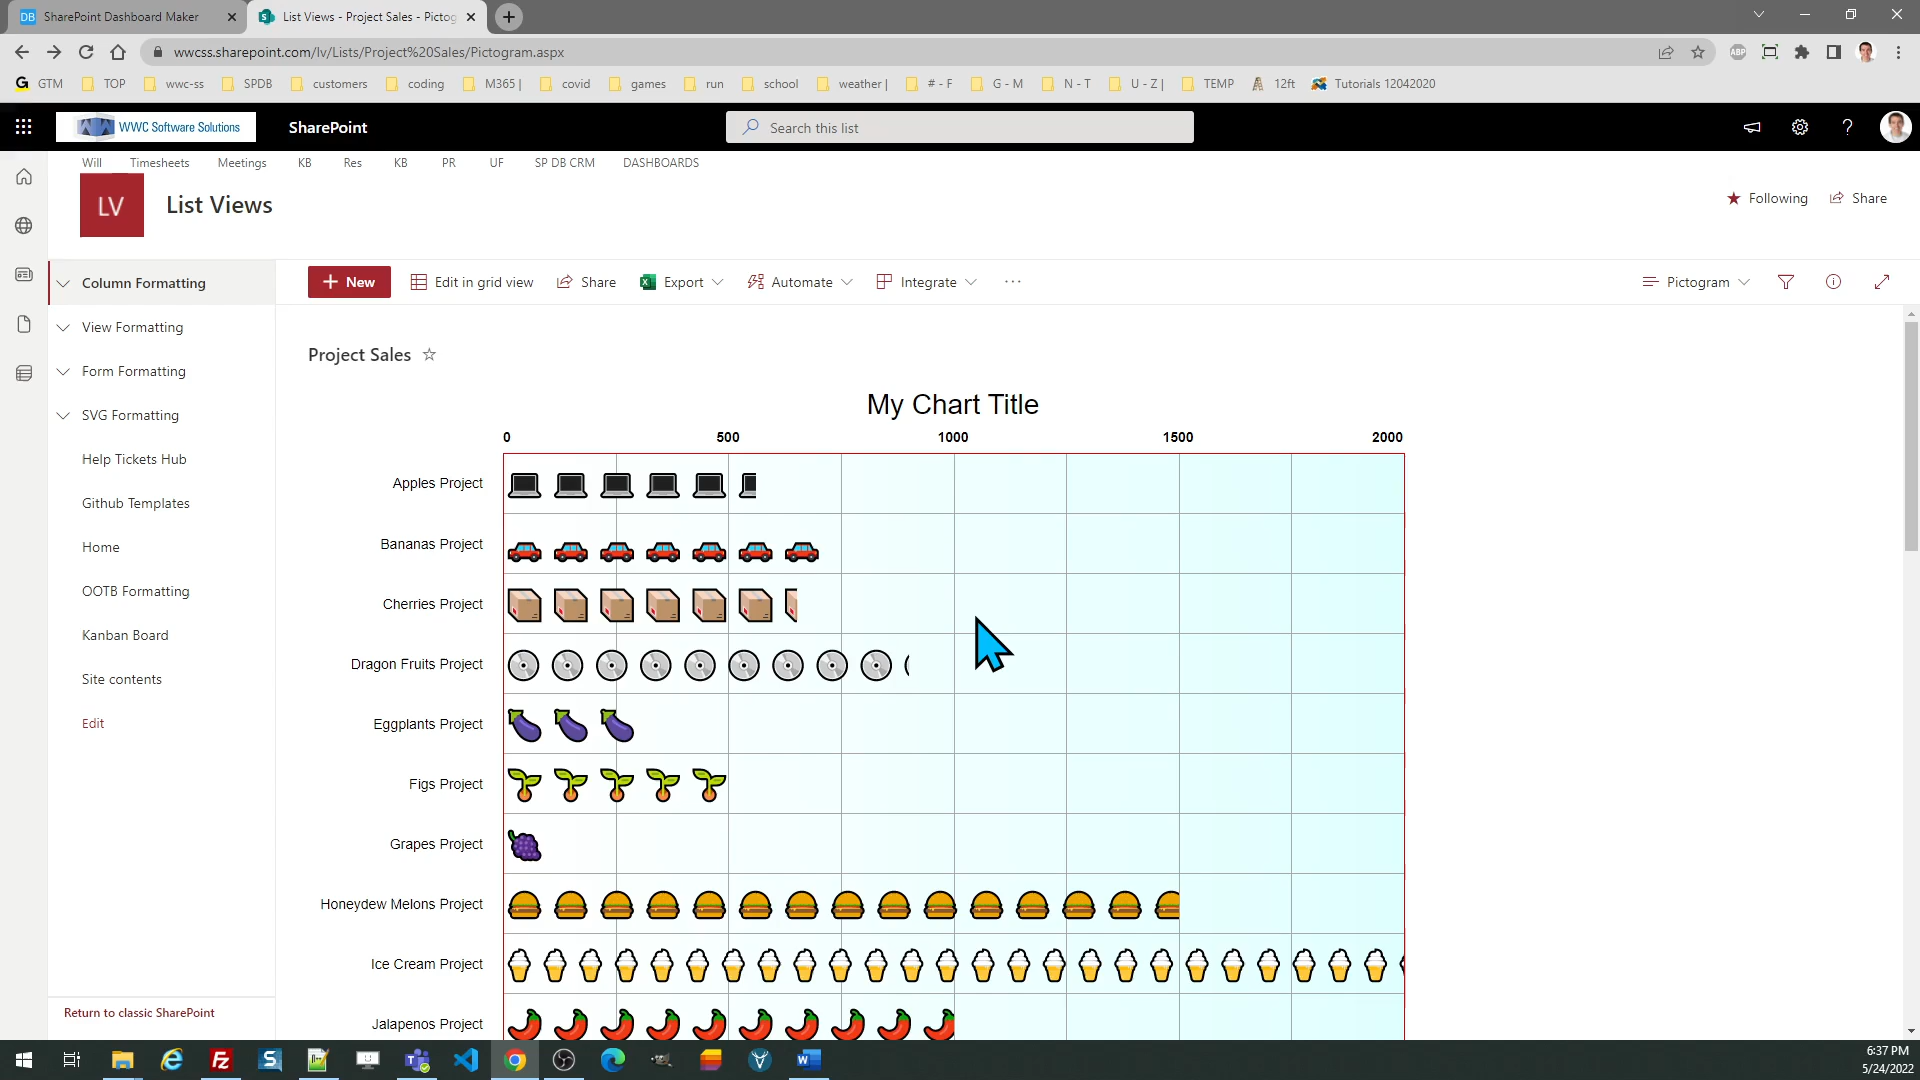 DB SharePoint Dashboard Maker
List Views - Project Sales - Pictog
wwcss.sharepoint.com/lv/Lists/Project%20Sales/Pictogram.aspx
ABP
G GTM TOP wwc-ss SPDB customers coding M365 | covid games run school weather | # - F G - M N - T U - Z | TEMP 12ft Tutorials 12042020
WWC Software Solutions SharePoint Search this list
Will Timesheets Meetings KB Res KB PR UF SP DB CRM DASHBOARDS
LV List Views
Following Share
Column Formatting
View Formatting
Form Formatting
SVG Formatting
Help Tickets Hub
Github Templates
Home
OOTB Formatting
Kanban Board
Site contents
Edit
Return to classic SharePoint
+ New Edit in grid view Share Export Automate Integrate ... Pictogram
Project Sales
My Chart Title
0 500 1000 1500 2000
Apples Project
Bananas Project
Cherries Project
Dragon Fruits Project
Eggplants Project
Figs Project
Grapes Project
Honeydew Melons Project
Ice Cream Project
Jalapenos Project
6:37 PM
5/24/2022